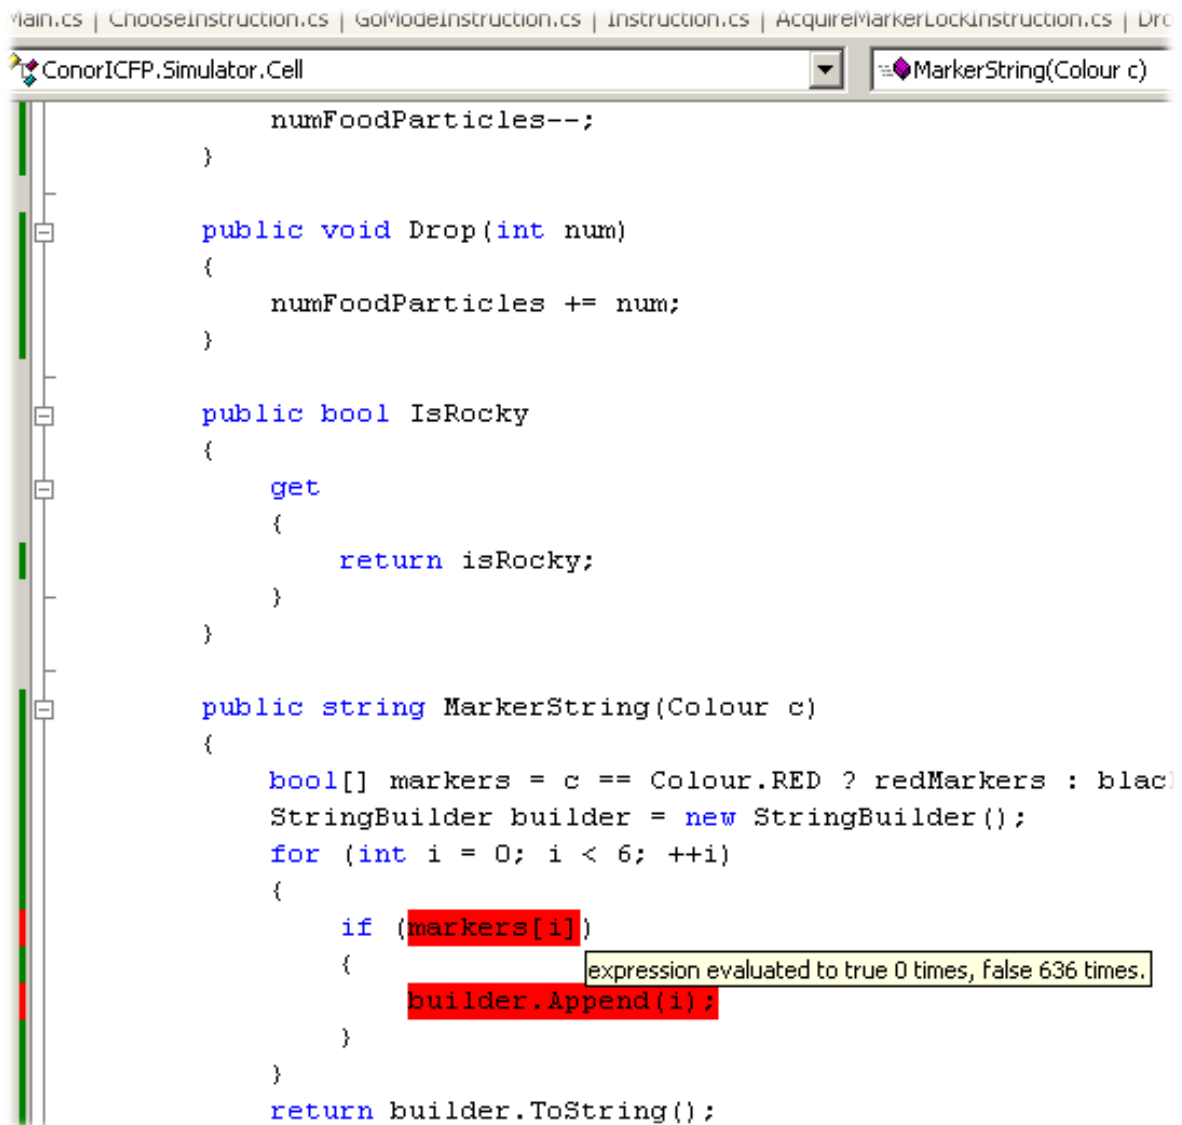 Main.cs | ChooseInstruction.cs | GoModeInstruction.cs | Instruction.cs | AcquireMarkerLockInstruction.cs |
ConorICFP.Simulator.Cell MarkerString(Colour c)
numFoodParticles--;
}
public void Drop(int num)
{
numFoodParticles += num;
}
public bool IsRocky
{
get
{
return isRocky;
}
}
public string MarkerString(Colour c)
{
bool[] markers = c == Colour.RED ? redMarkers :
StringBuilder builder = new StringBuilder();
for (int i = 0; i < 6; ++i)
{
if (markers[i])
{
expression evaluated to true 0 times, false 636 times.
builder.Append(i);
}
}
return builder.ToString();